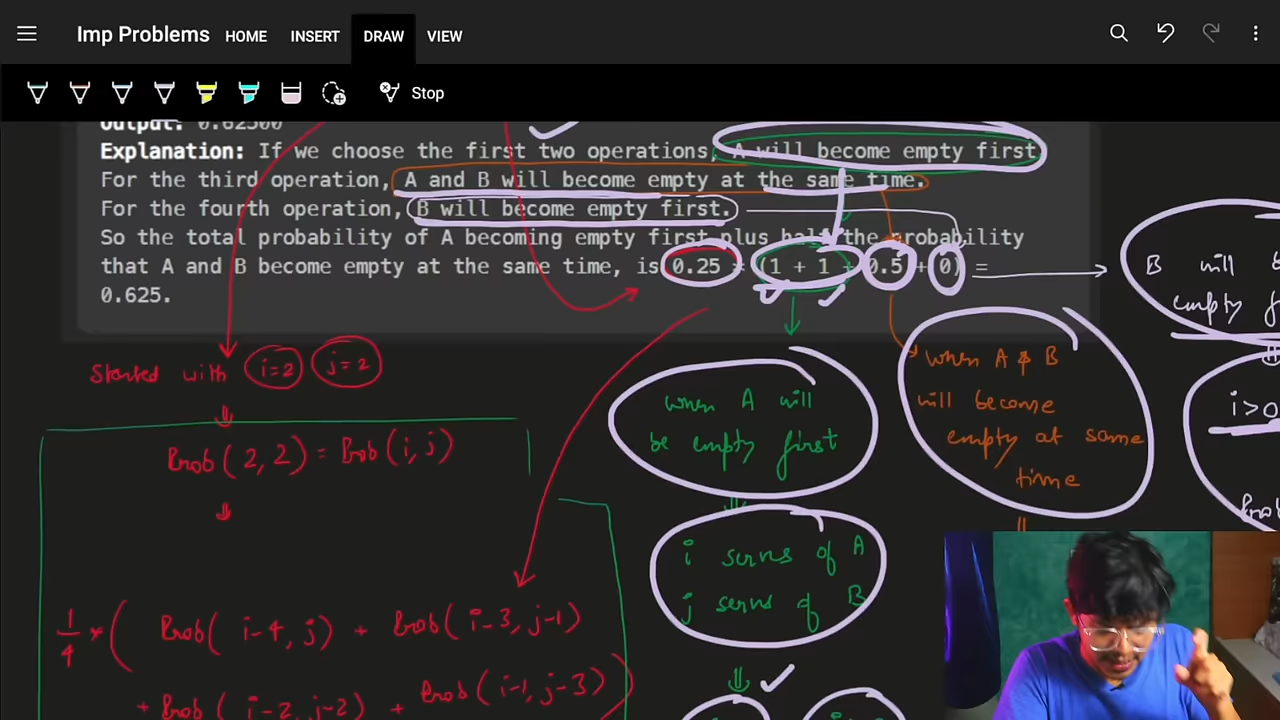 Imp Problems HOME INSERT DRAW VIEW
Stop
Output: 0.62500
Explanation: If we choose the first two operations, A will become empty first.
For the third operation, A and B will become empty at the same time.
For the fourth operation, B will become empty first.
So the total probability of A becoming empty first plus half the probability
that A and B become empty at the same time, is 0.25 * (1 + 1 + 0.5 + 0) =
0.625.
B will
empty
Started with i=2 j=2
when A & B
will become
empty at same
time
when A will
be empty first
i>0
Prob(2,2) = Prob(i,j)
i servs of A
j servs of B
1/4 * ( Prob( i-4, j) + Prob( i-3, j-1)
+ Prob( i-2, j-2) + Prob( i-1, j-3) )